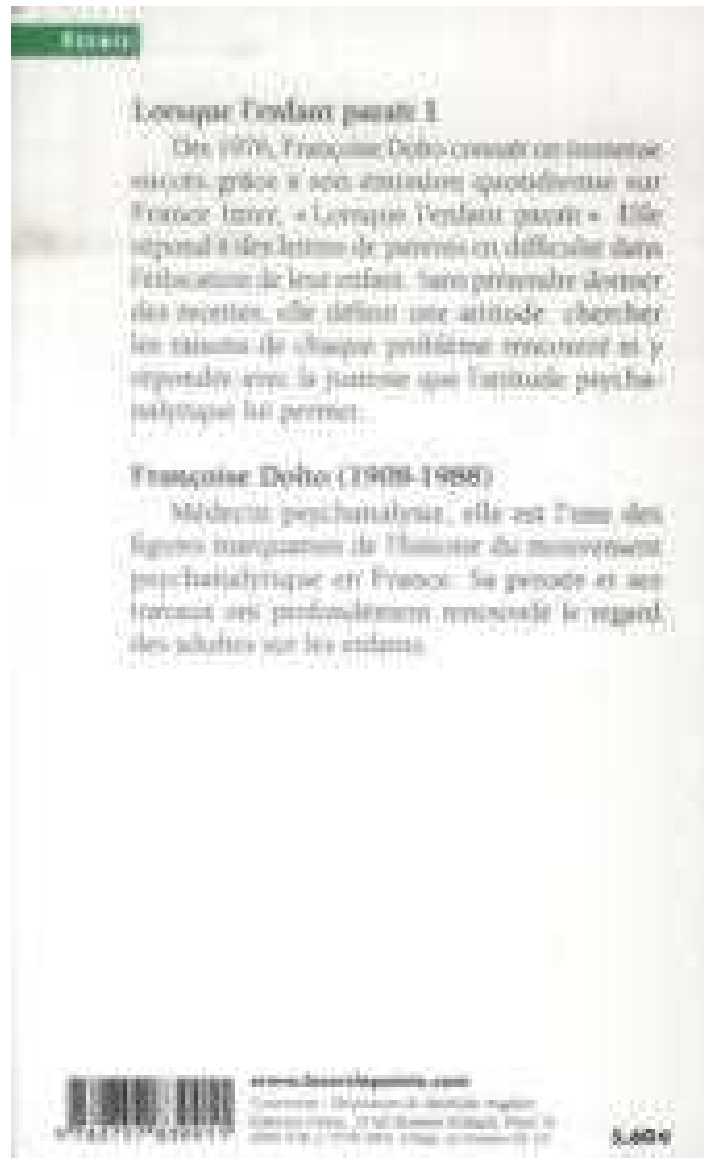 Essais
Lorsque l'enfant paraît 1
Dès 1976, Françoise Dolto connaît un immense
succès grâce à son émission quotidienne sur
France Inter, « Lorsque l'enfant paraît ». Elle
répond à des lettres de parents en difficulté dans
l'éducation de leur enfant. Sans prétendre donner
des recettes, elle définit une attitude : chercher
les raisons de chaque problème rencontré et y
répondre avec la justesse que l'attitude psycha-
nalytique lui permet.
Françoise Dolto (1908-1988)
Médecin psychanalyste, elle est l'une des
figures marquantes de l'histoire du mouvement
psychanalytique en France. Sa pensée et ses
travaux ont profondément renouvelé le regard
des adultes sur les enfants.
5,60 €